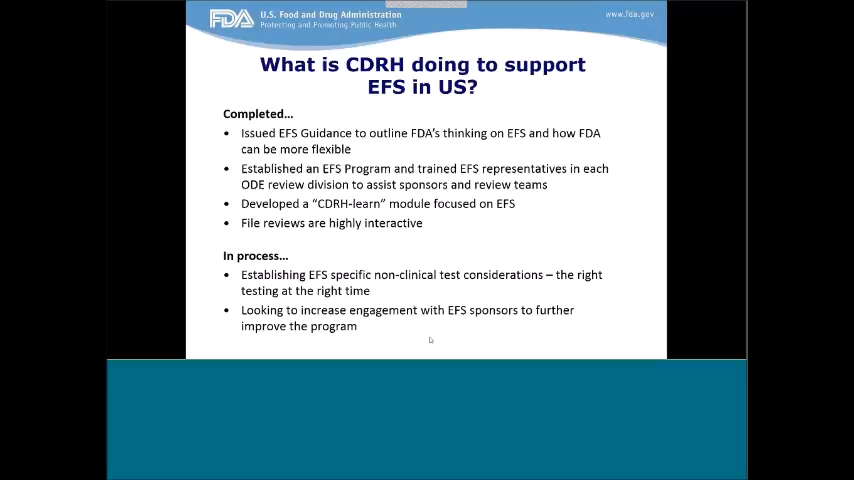 FDA
U.S. Food and Drug Administration
Protecting and Promoting Public Health
www.fda.gov
What is CDRH doing to support
EFS in US?
Completed...
• Issued EFS Guidance to outline FDA's thinking on EFS and how FDA
can be more flexible
• Established an EFS Program and trained EFS representatives in each
ODE review division to assist sponsors and review teams
• Developed a "CDRH-learn" module focused on EFS
• File reviews are highly interactive
In process...
• Establishing EFS specific non-clinical test considerations – the right
testing at the right time
• Looking to increase engagement with EFS sponsors to further
improve the program